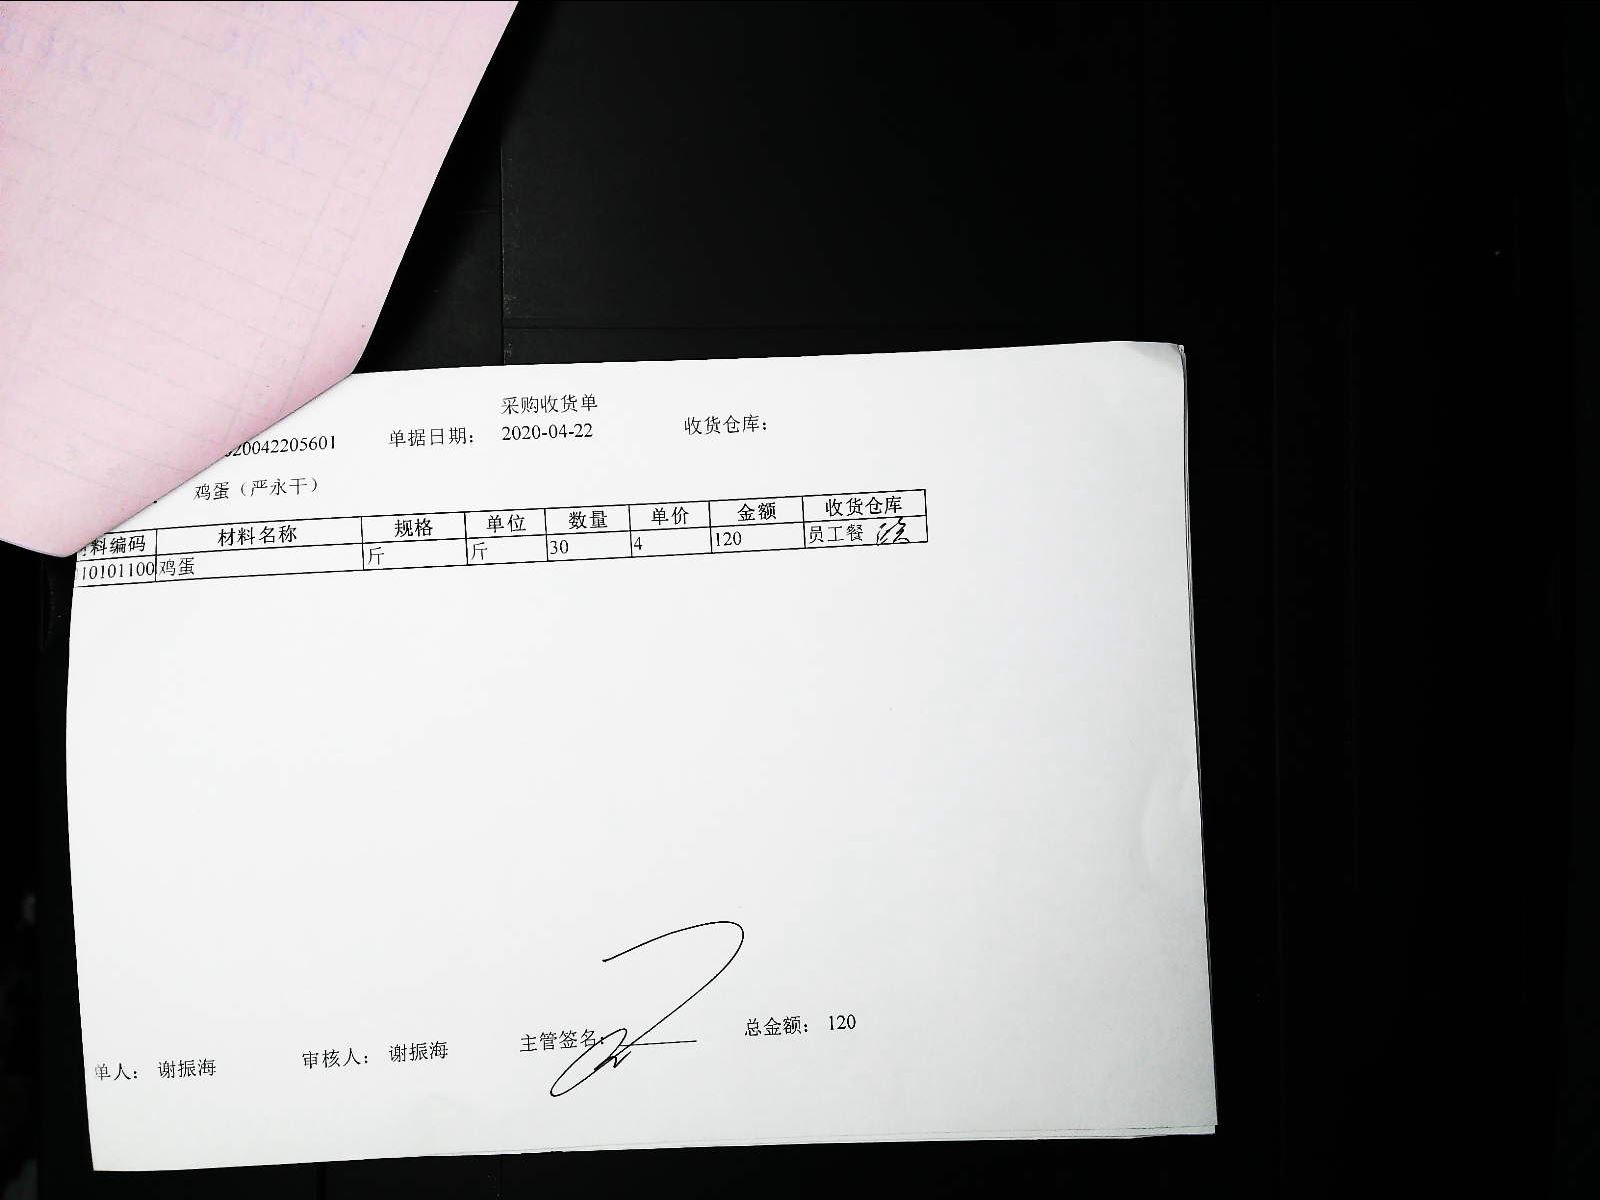 采购收货单
20042205601 单据日期： 2020-04-22 收货仓库：
鸡蛋（严永干）
料编码 材料名称 规格 单位 数量 单价 金额 收货仓库
10101100 鸡蛋 斤 斤 30 4 120 员工餐
单人： 谢振海 审核人： 谢振海 主管签名： 总金额： 120